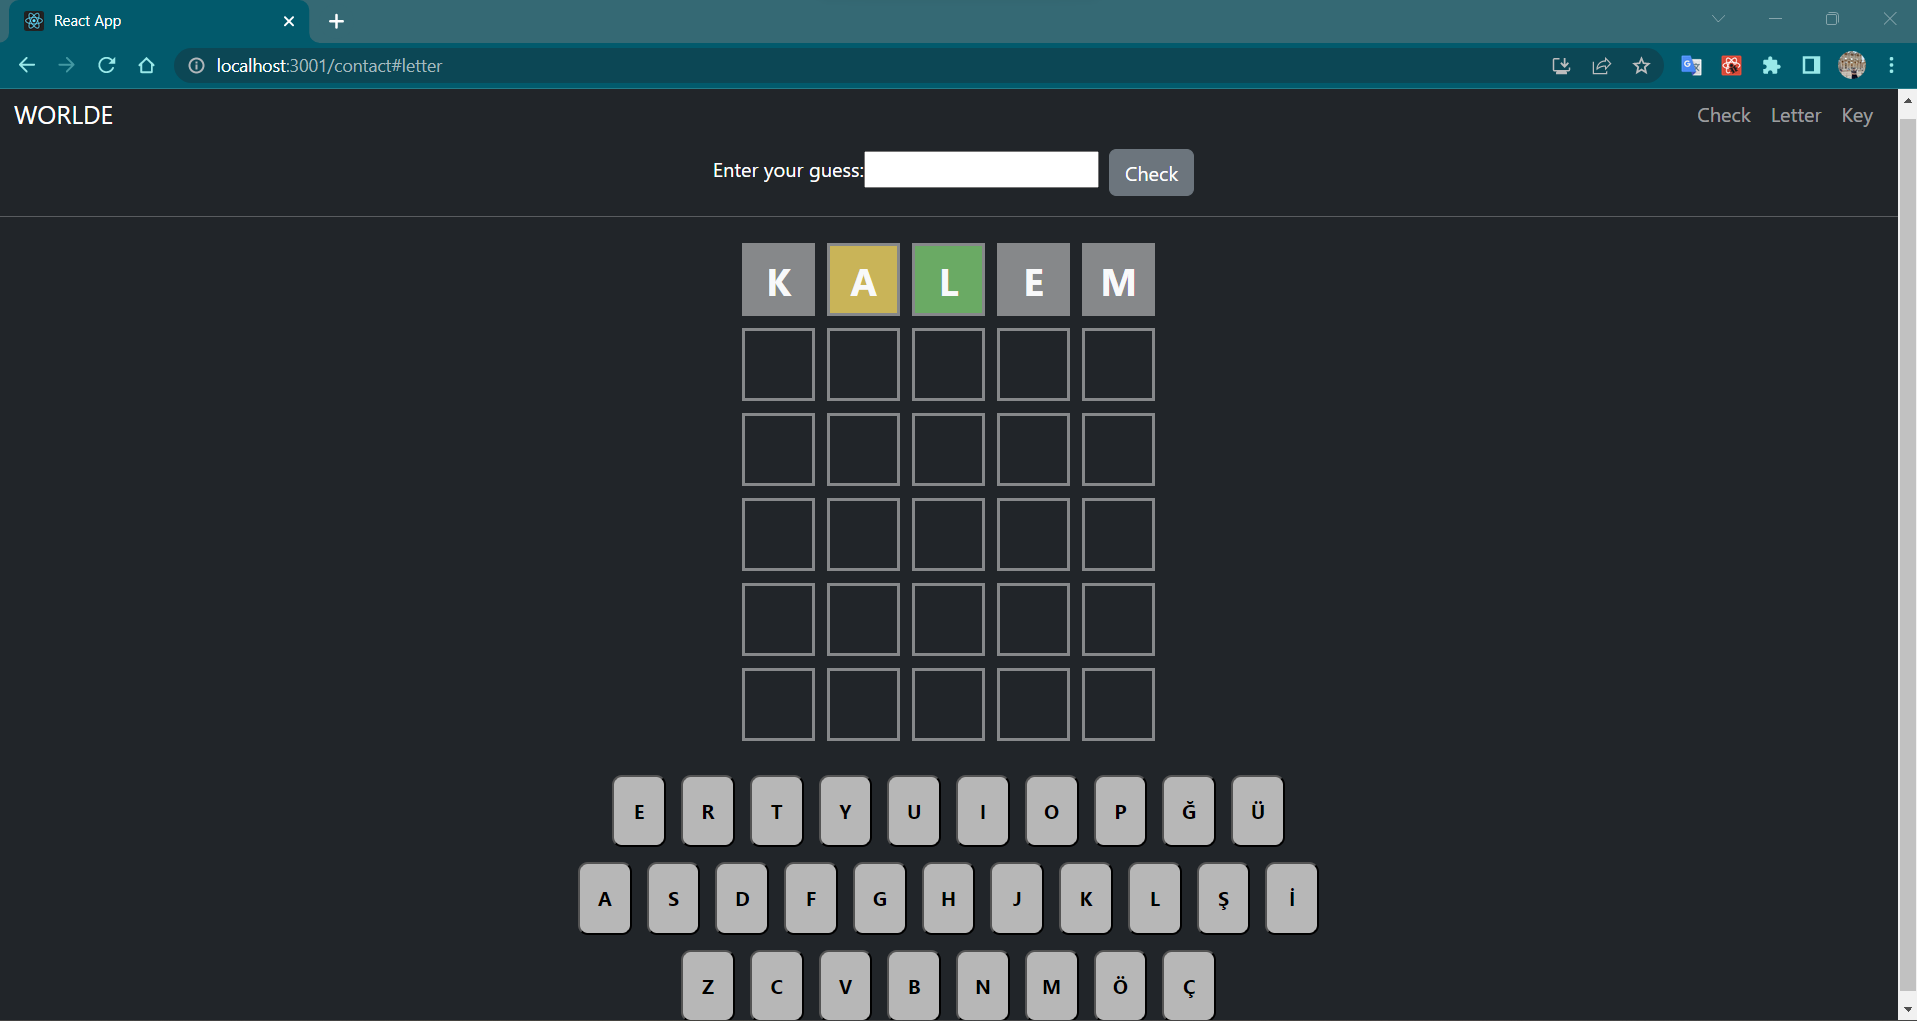 React App
localhost:3001/contact#letter
WORLDE Check Letter Key
Enter your guess: Check
K A L E M
E R T Y U I O P Ğ Ü
A S D F G H J K L Ş İ
Z C V B N M Ö Ç